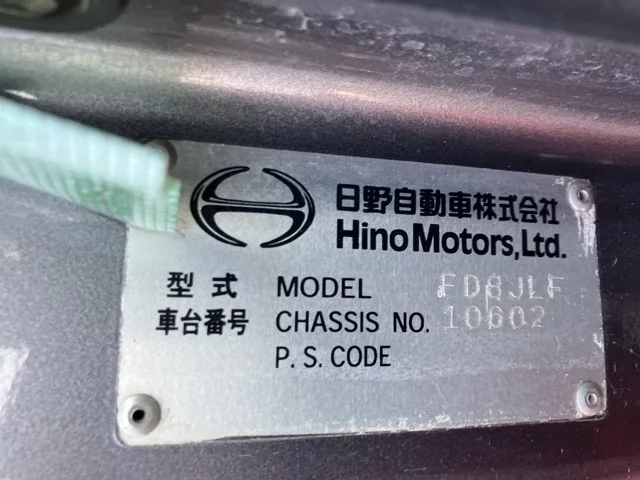 日野自動車株式会社
Hino Motors, Ltd.
型式 MODEL FD8JLF
車台番号 CHASSIS NO. 10602
P. S. CODE